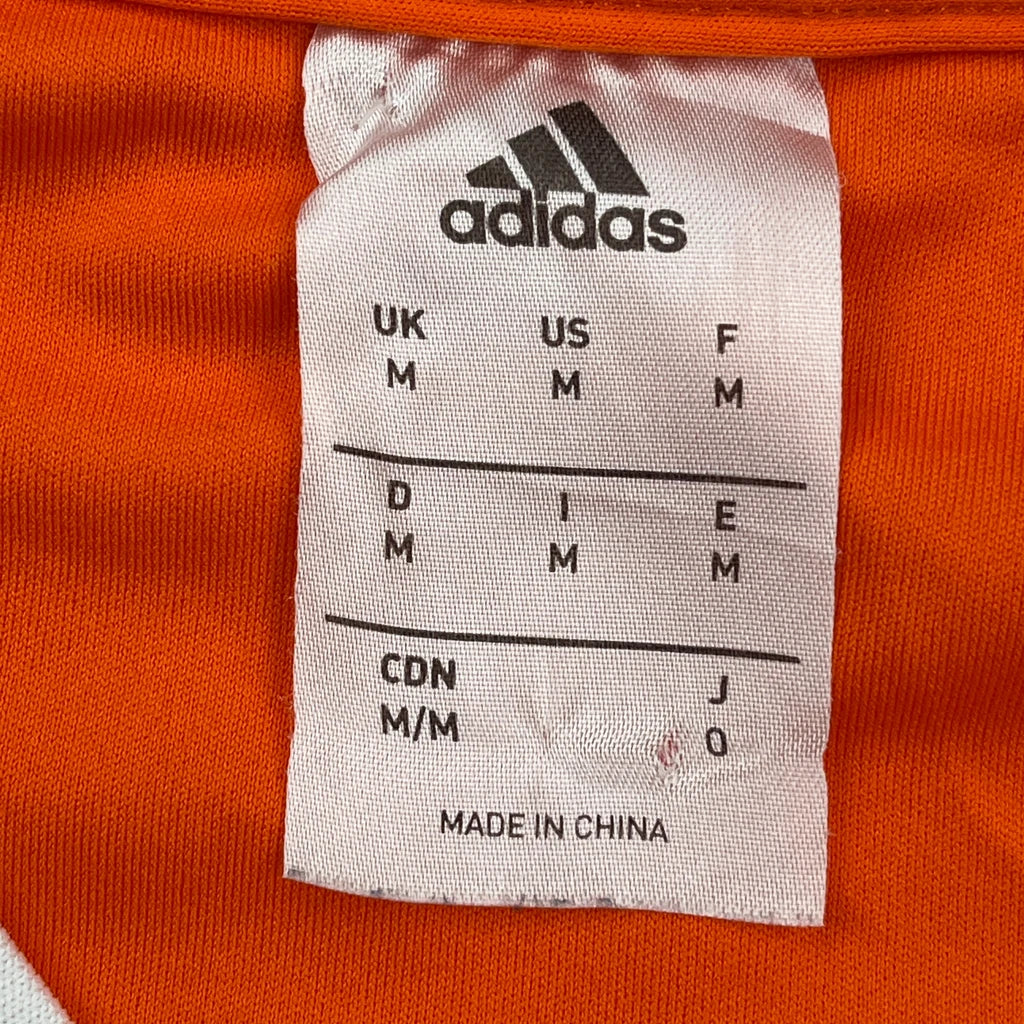 adidas
UK US F
M M M
D I E
M M M
CDN J
M/M O
MADE IN CHINA